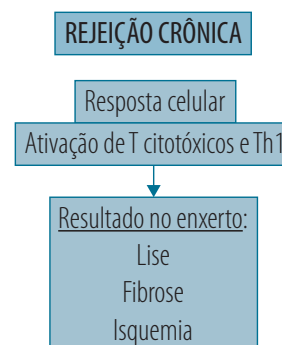 REJEIÇÃO CRÔNICA
Resposta celular
Ativação de T citotóxicos e Th1
Resultado no enxerto:
Lise
Fibrose
Isquemia